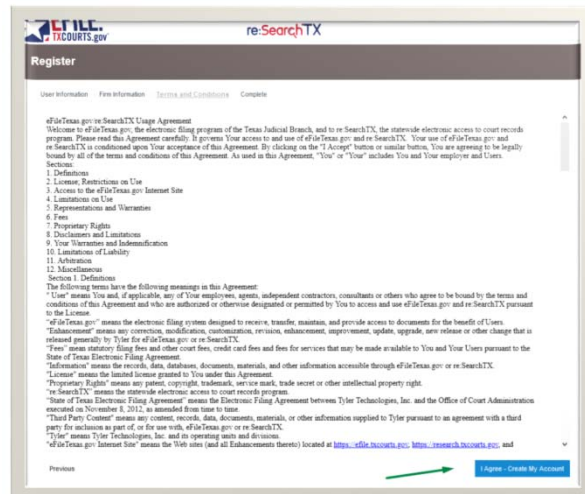 EFILE.
TXCOURTS.gov
re:SearchTX
Register
User Information Firm Information Terms and Conditions Complete
eFileTexas.gov/re:SearchTX Usage Agreement
Welcome to eFileTexas.gov, the electronic filing program of the Texas Judicial Branch, and to re:SearchTX, the statewide electronic access to court records
program. Please read this Agreement carefully. It governs Your access to and use of eFileTexas.gov and re:SearchTX. Your use of eFileTexas.gov and
re:SearchTX is conditioned upon Your acceptance of this Agreement. By clicking on the "I Accept" button or similar button, You are agreeing to be legally
bound by all of the terms and conditions of this Agreement. As used in this Agreement, "You" or "Your" includes You and Your employer and Users.
Sections:
1. Definitions
2. License; Restrictions on Use
3. Access to the eFileTexas.gov Internet Site
4. Limitations on Use
5. Representations and Warranties
6. Fees
7. Proprietary Rights
8. Disclaimers and Limitations
9. Your Warranties and Indemnification
10. Limitations of Liability
11. Arbitration
12. Miscellaneous
Section 1. Definitions
The following terms have the following meanings in this Agreement:
" User" means You and, if applicable, any of Your employees, agents, independent contractors, consultants or others who agree to be bound by the terms and
conditions of this Agreement and who are authorized or otherwise designated or permitted by You to access and use eFileTexas.gov and re:SearchTX pursuant
to the License.
"eFileTexas.gov" means the electronic filing system designed to receive, transfer, maintain, and provide access to documents for the benefit of Users.
"Enhancement" means any correction, modification, customization, revision, enhancement, improvement, update, upgrade, new release or other change that is
released generally by Tyler for eFileTexas.gov or re:SearchTX.
"Fees" means statutory filing fees and other court fees, credit card fees and fees for services that may be made available to You and Your Users pursuant to the
State of Texas Electronic Filing Agreement.
"Information" means the records, data, databases, documents, materials, and other information accessible through eFileTexas.gov or re:SearchTX.
"License" means the limited license granted to You under this Agreement.
"Proprietary Rights" means any patent, copyright, trademark, service mark, trade secret or other intellectual property right.
"re:SearchTX" means the statewide electronic access to court records program.
"State of Texas Electronic Filing Agreement" means the Electronic Filing Agreement between Tyler Technologies, Inc. and the Office of Court Administration
executed on November 8, 2012, as amended from time to time.
"Third Party Content" means any content, records, data, documents, materials, or other information supplied to Tyler pursuant to an agreement with a third
party for inclusion as part of, or for use with, eFileTexas.gov or re:SearchTX.
"Tyler" means Tyler Technologies, Inc. and its operating units and divisions.
"eFileTexas.gov Internet Site" means the Web sites (and all Enhancements thereto) located at https://efile.txcourts.gov; https://research.txcourts.gov, and
Previous
I Agree - Create My Account